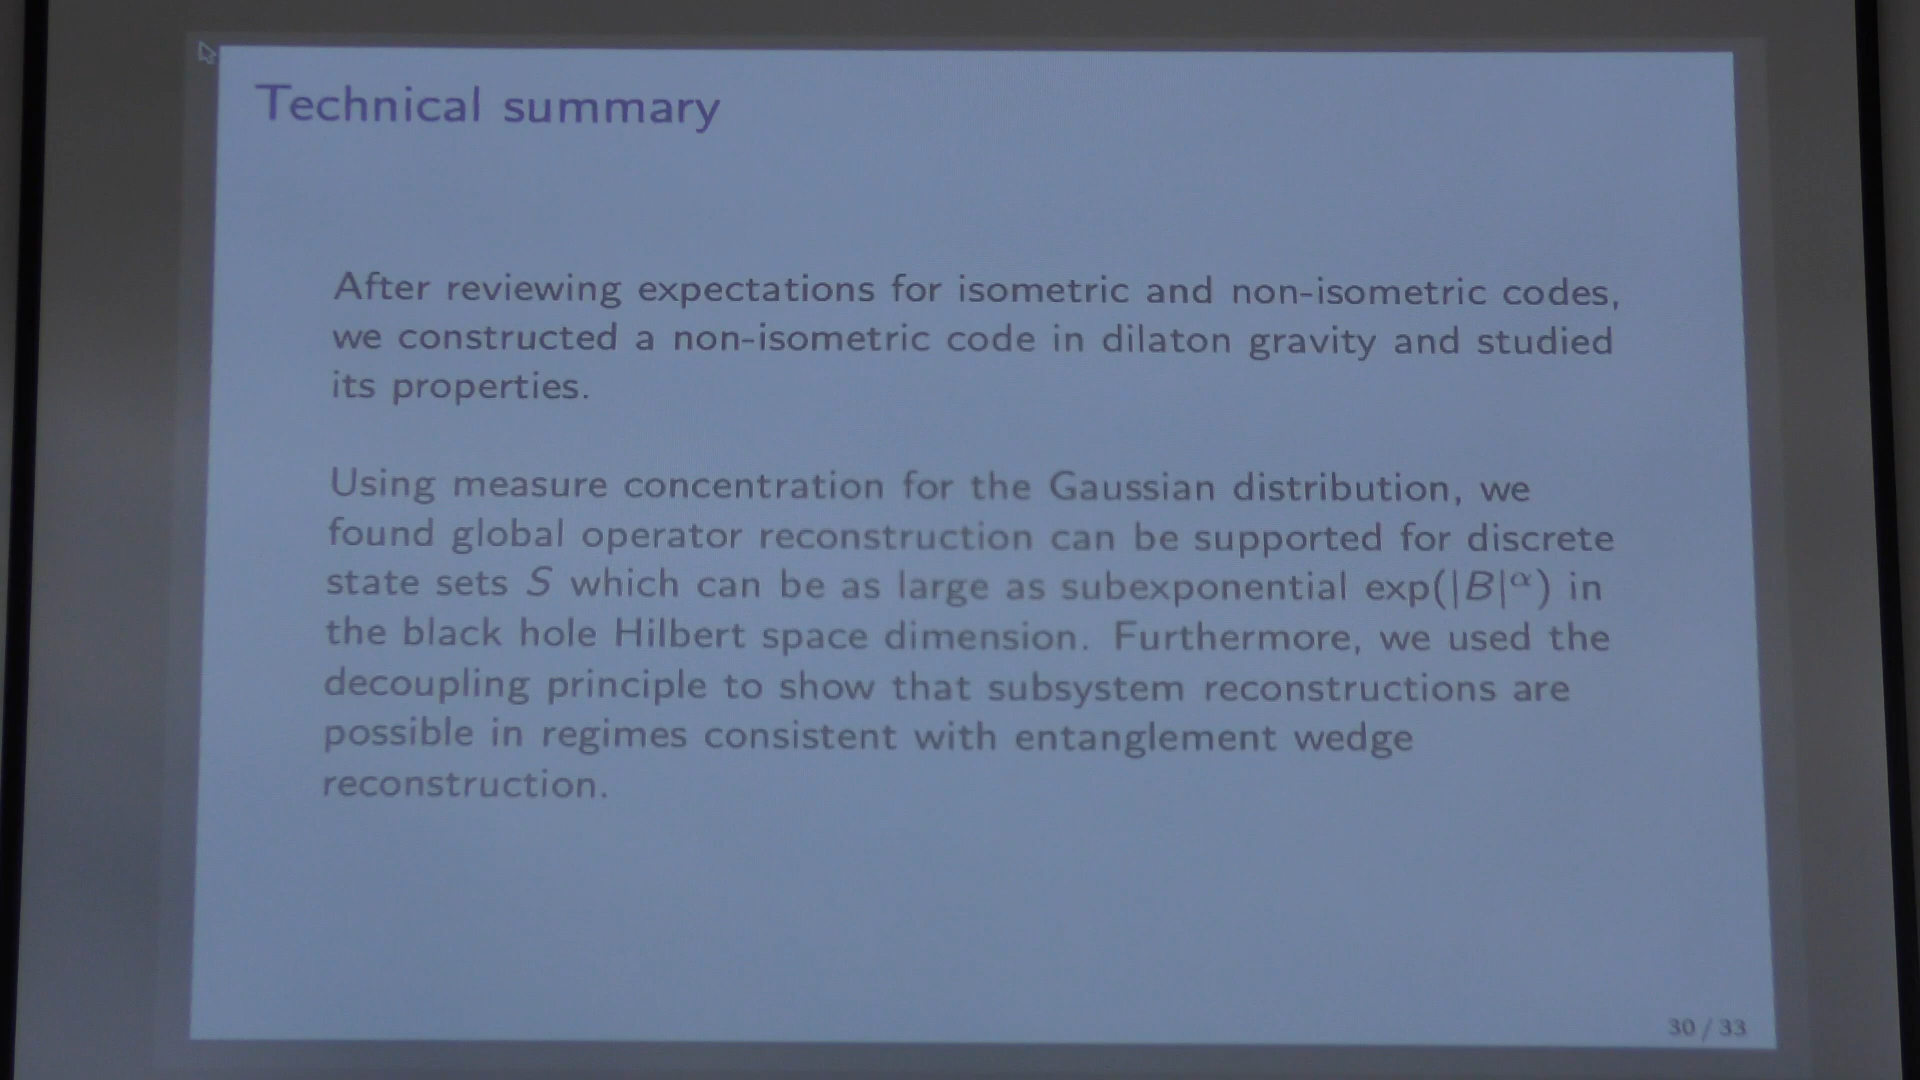 Technical summary
After reviewing expectations for isometric and non-isometric codes,
we constructed a non-isometric code in dilaton gravity and studied
its properties.
Using measure concentration for the Gaussian distribution, we
found global operator reconstruction can be supported for discrete
state sets S which can be as large as subexponential exp(|B|^α) in
the black hole Hilbert space dimension. Furthermore, we used the
decoupling principle to show that subsystem reconstructions are
possible in regimes consistent with entanglement wedge
reconstruction.
30 / 33